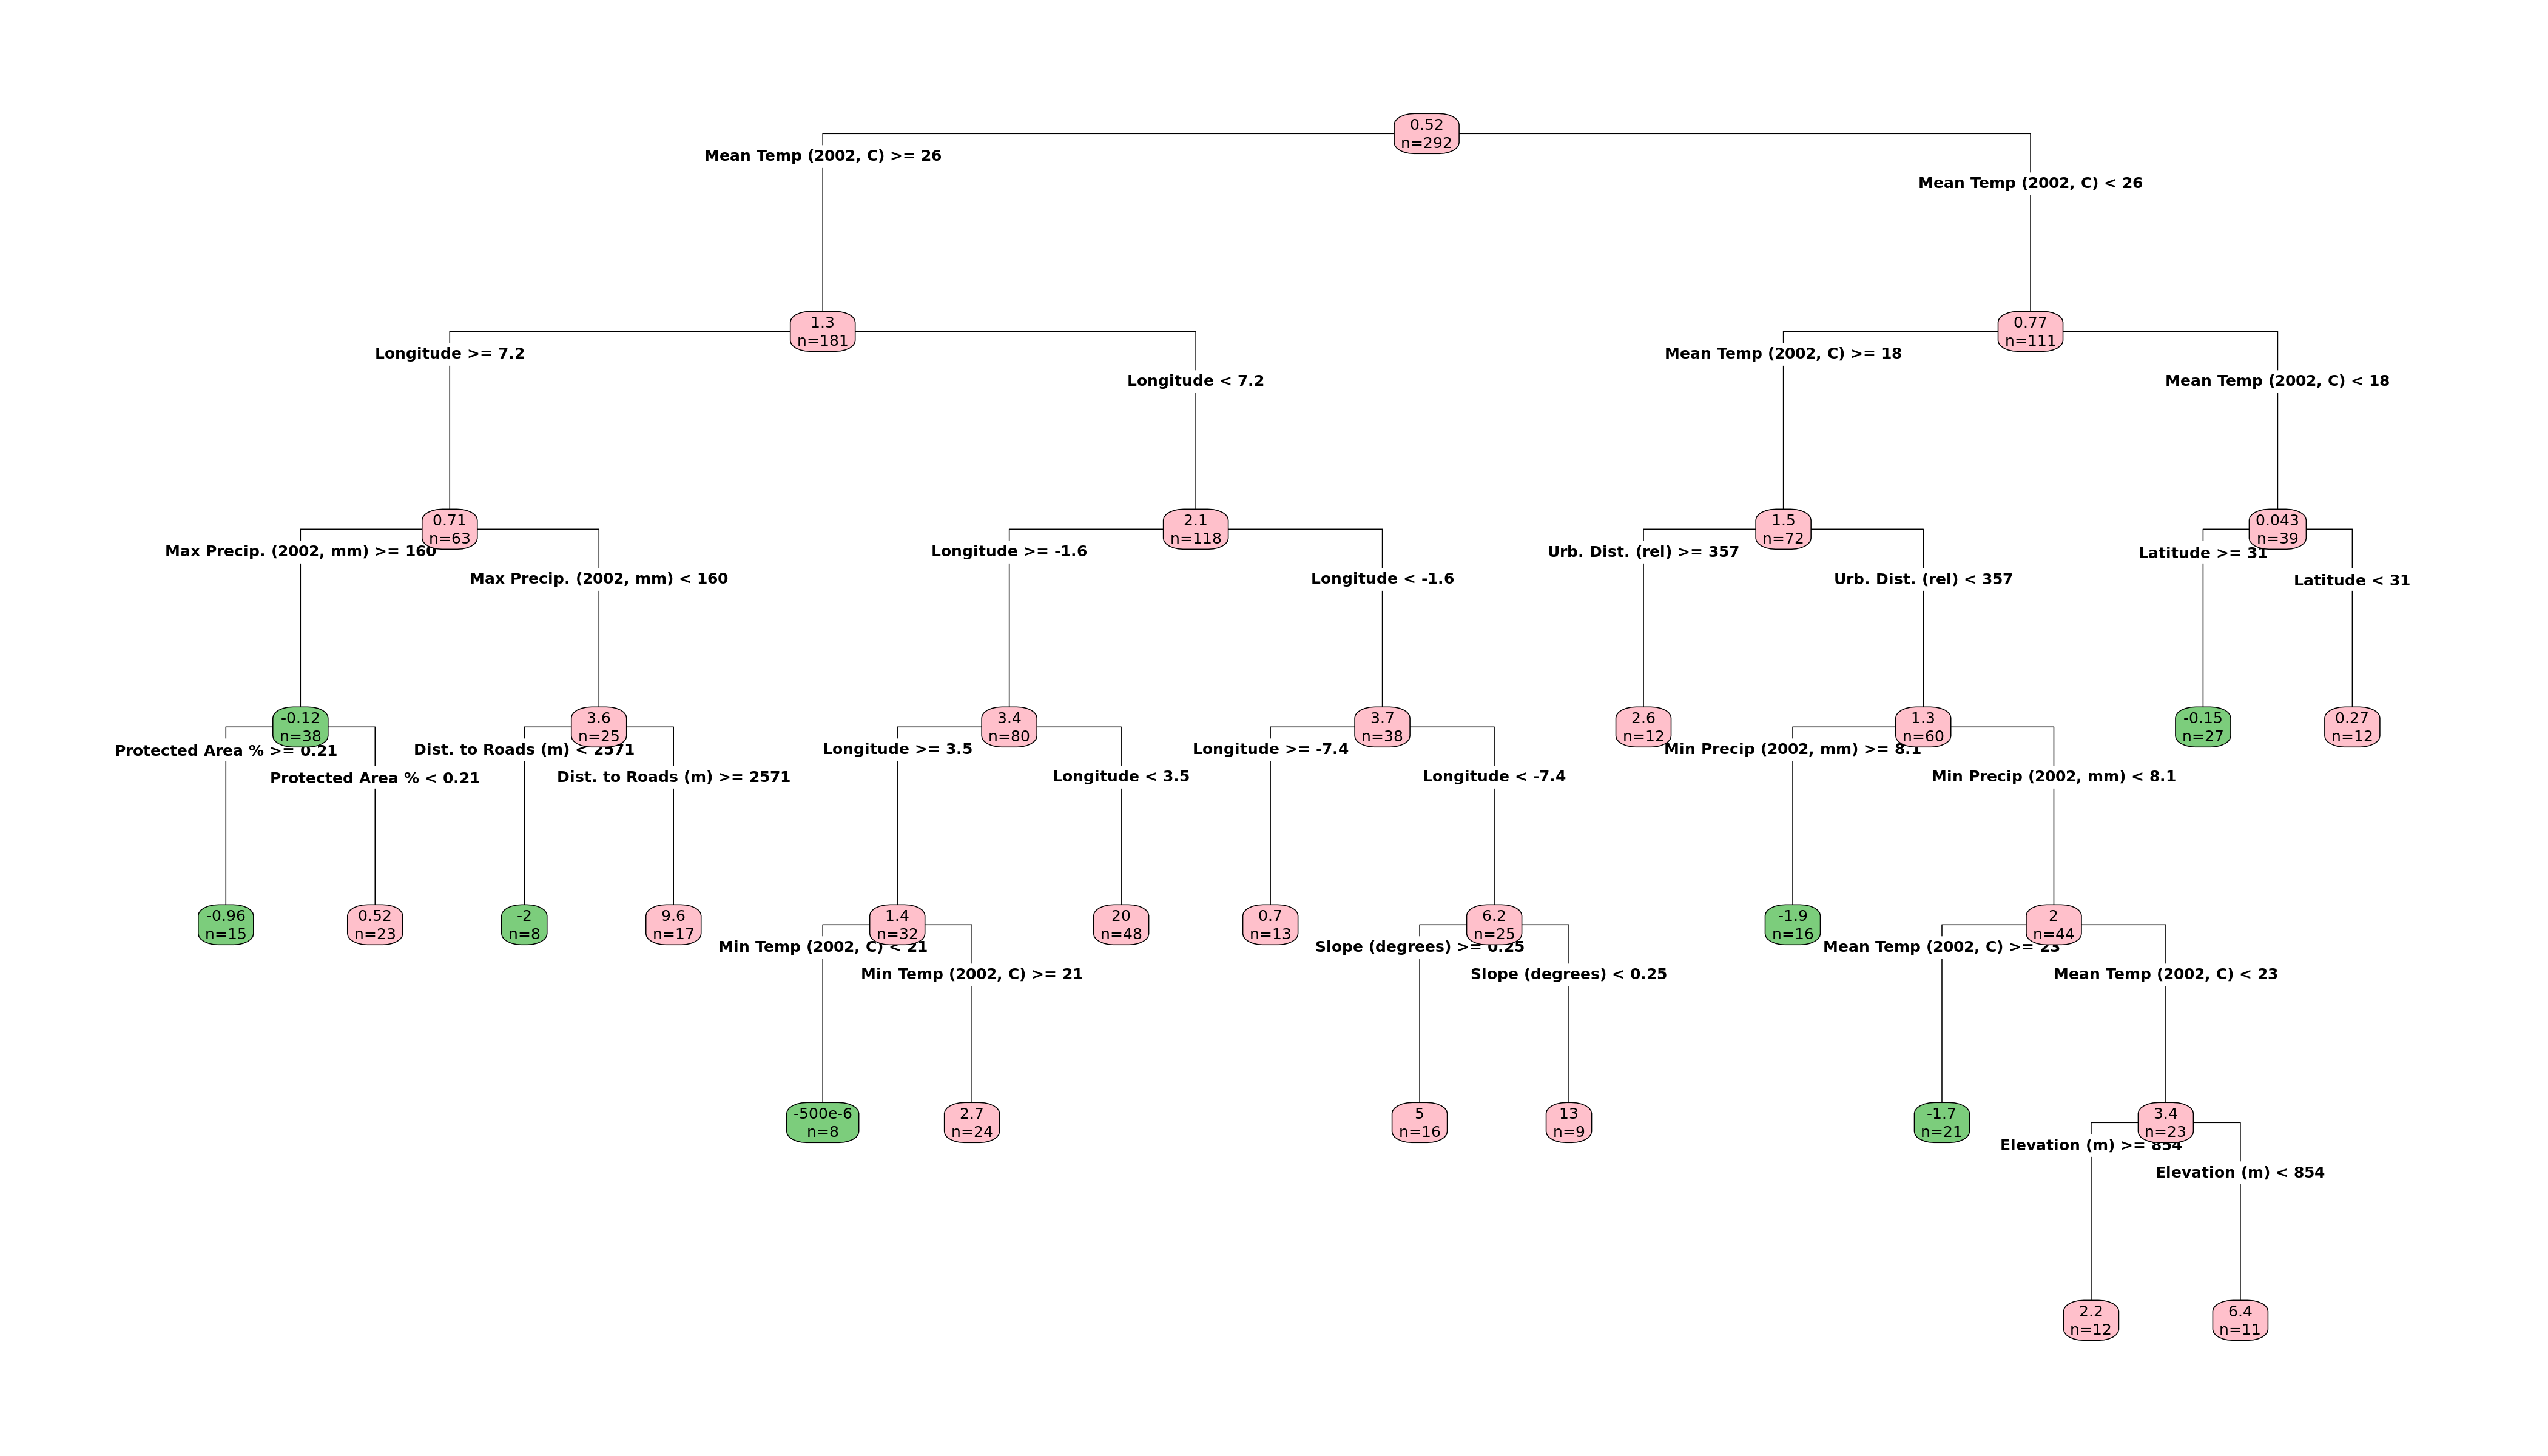 0.52
n=292
Mean Temp (2002, C) >= 26
Mean Temp (2002, C) < 26
1.3
n=181
0.77
n=111
Longitude >= 7.2
Longitude < 7.2
Mean Temp (2002, C) >= 18
Mean Temp (2002, C) < 18
0.71
n=63
2.1
n=118
1.5
n=72
0.043
n=39
Max Precip. (2002, mm) >= 160
Max Precip. (2002, mm) < 160
Longitude >= -1.6
Longitude < -1.6
Urb. Dist. (rel) >= 357
Urb. Dist. (rel) < 357
Latitude >= 31
Latitude < 31
-0.12
n=38
3.6
n=25
3.4
n=80
3.7
n=38
2.6
n=12
1.3
n=60
-0.15
n=27
0.27
n=12
Protected Area % >= 0.21
Protected Area % < 0.21
Dist. to Roads (m) < 2571
Dist. to Roads (m) >= 2571
Longitude >= 3.5
Longitude < 3.5
Longitude >= -7.4
Longitude < -7.4
Min Precip (2002, mm) >= 8.1
Min Precip (2002, mm) < 8.1
-0.96
n=15
0.52
n=23
-2
n=8
9.6
n=17
1.4
n=32
20
n=48
0.7
n=13
6.2
n=25
-1.9
n=16
2
n=44
Min Temp (2002, C) < 21
Min Temp (2002, C) >= 21
Slope (degrees) >= 0.25
Slope (degrees) < 0.25
Mean Temp (2002, C) >= 23
Mean Temp (2002, C) < 23
-500e-6
n=8
2.7
n=24
5
n=16
13
n=9
-1.7
n=21
3.4
n=23
Elevation (m) >= 854
Elevation (m) < 854
2.2
n=12
6.4
n=11